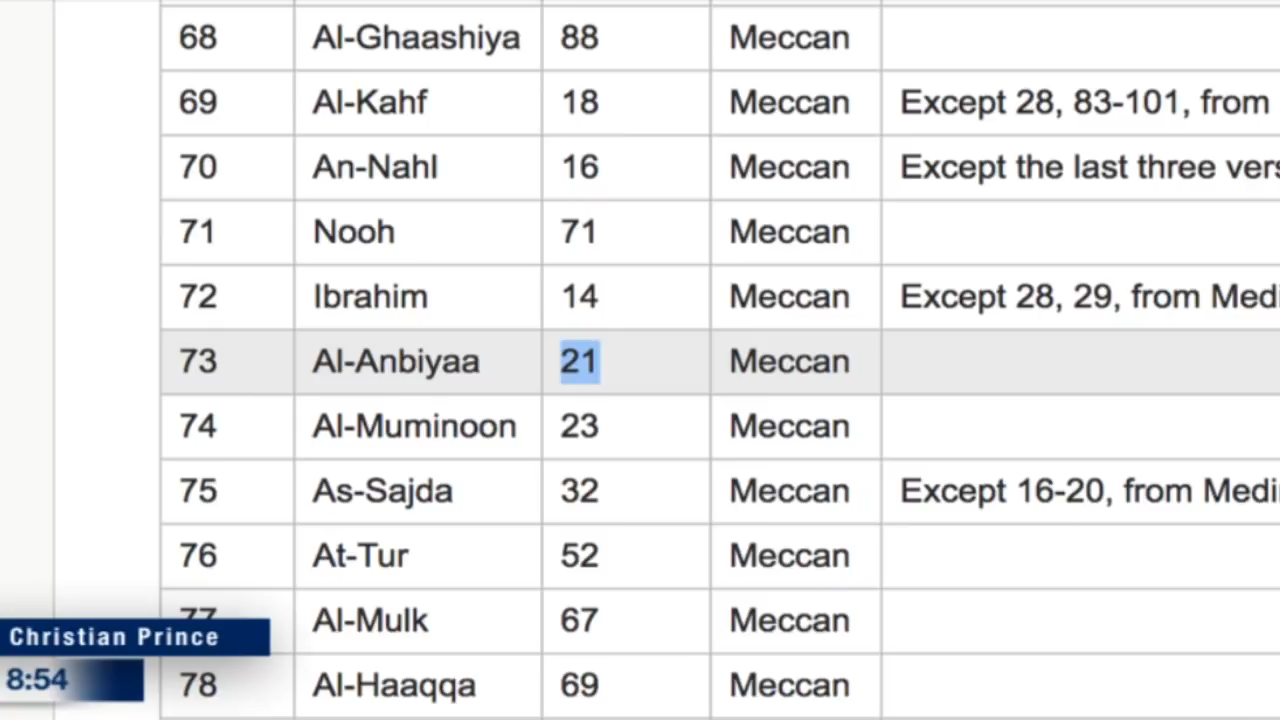 68 Al-Ghaashiya 88 Meccan
69 Al-Kahf 18 Meccan Except 28, 83-101, from
70 An-Nahl 16 Meccan Except the last three
71 Nooh 71 Meccan
72 Ibrahim 14 Meccan Except 28, 29, from
73 Al-Anbiyaa 21 Meccan
74 Al-Muminoon 23 Meccan
75 As-Sajda 32 Meccan Except 16-20, from
76 At-Tur 52 Meccan
77 Al-Mulk 67 Meccan
Christian Prince
8:54
78 Al-Haaqqa 69 Meccan